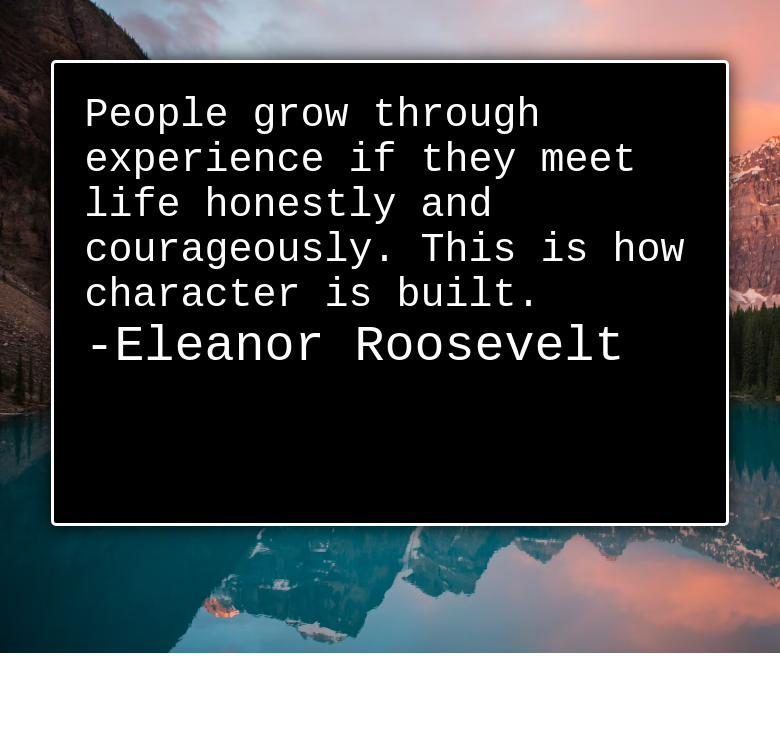 People grow through
experience if they meet
life honestly and
courageously. This is how
character is built.
-Eleanor Roosevelt